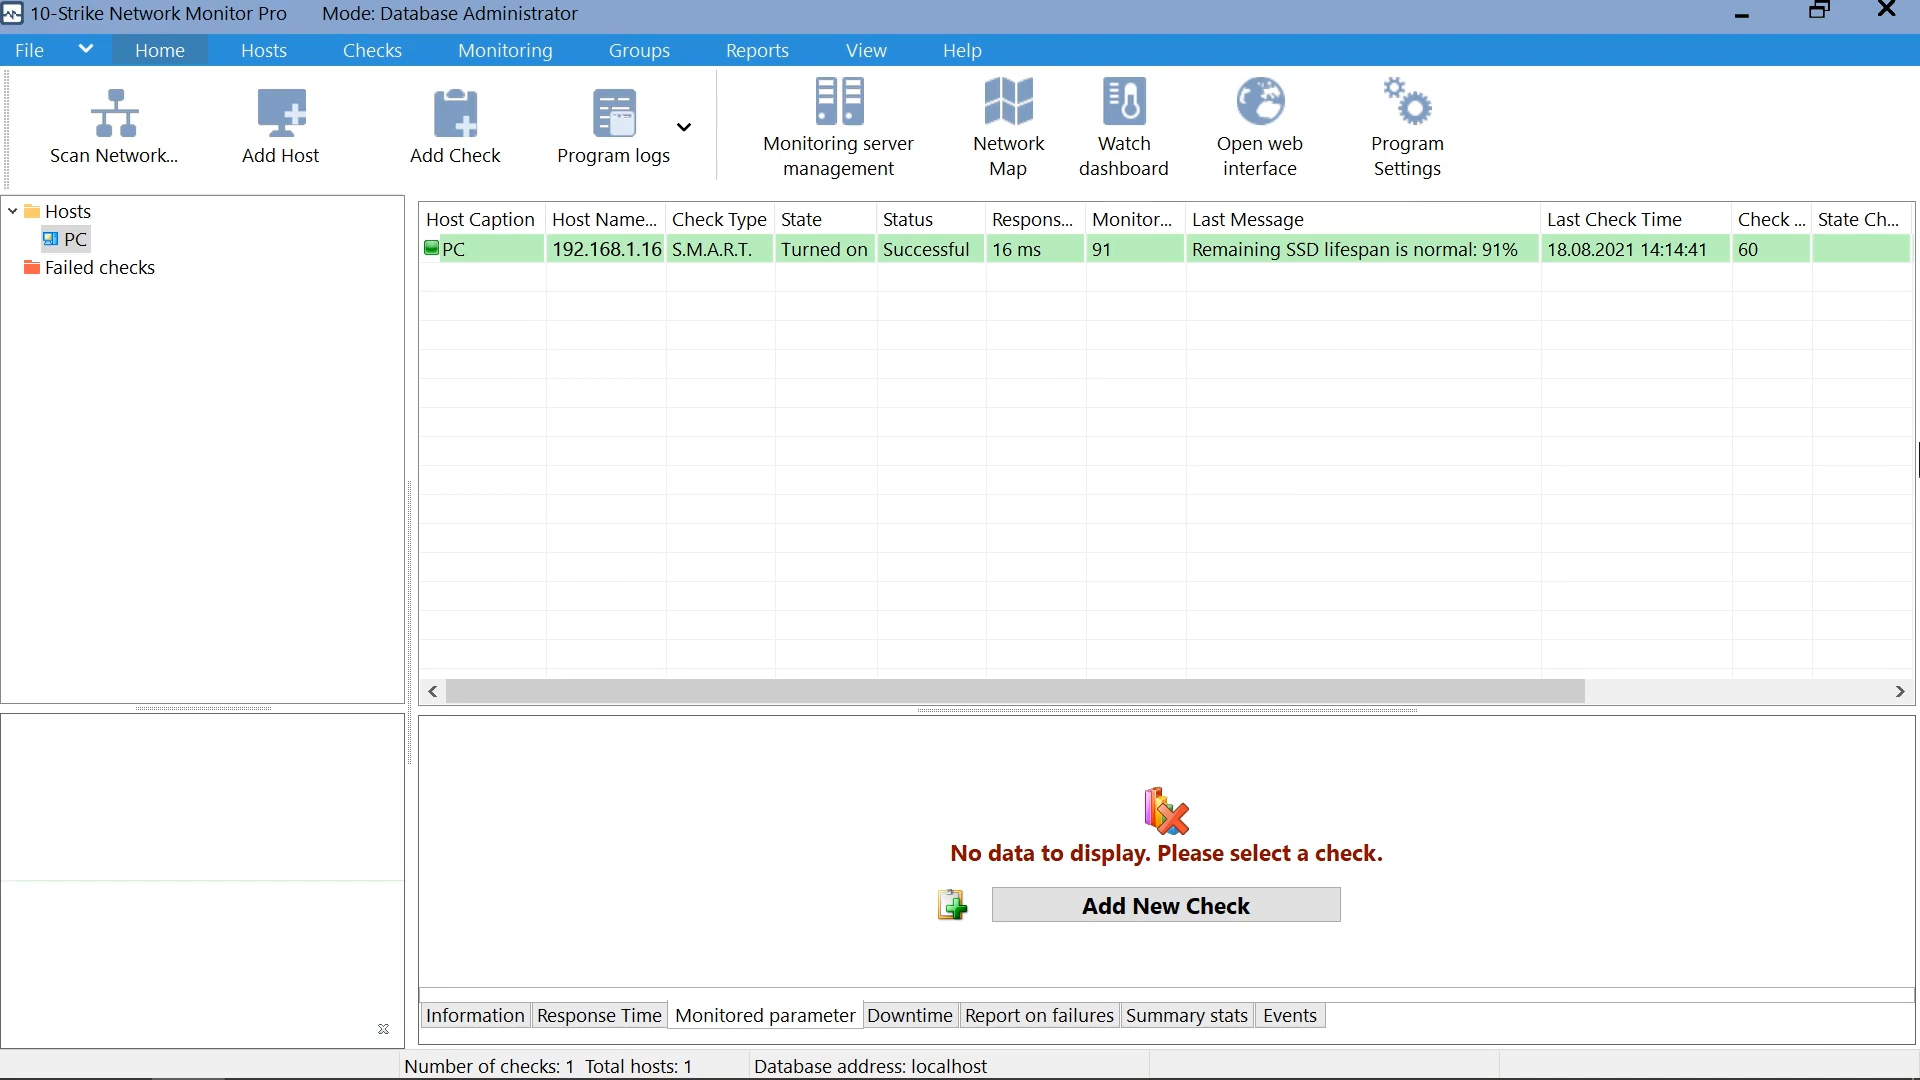 10-Strike Network Monitor Pro Mode: Database Administrator
File Home Hosts Checks Monitoring Groups Reports View Help
Scan Network... Add Host Add Check Program logs
Monitoring server management
Network Map
Watch dashboard
Open web interface
Program Settings
Hosts
PC
Failed checks
Host Caption Host Name... Check Type State Status Respons... Monitor... Last Message Last Check Time Check ... State Ch...
PC 192.168.1.16 S.M.A.R.T. Turned on Successful 16 ms 91 Remaining SSD lifespan is normal: 91% 18.08.2021 14:14:41 60
No data to display. Please select a check.
Add New Check
Information Response Time Monitored parameter Downtime Report on failures Summary stats Events
Number of checks: 1 Total hosts: 1 Database address: localhost